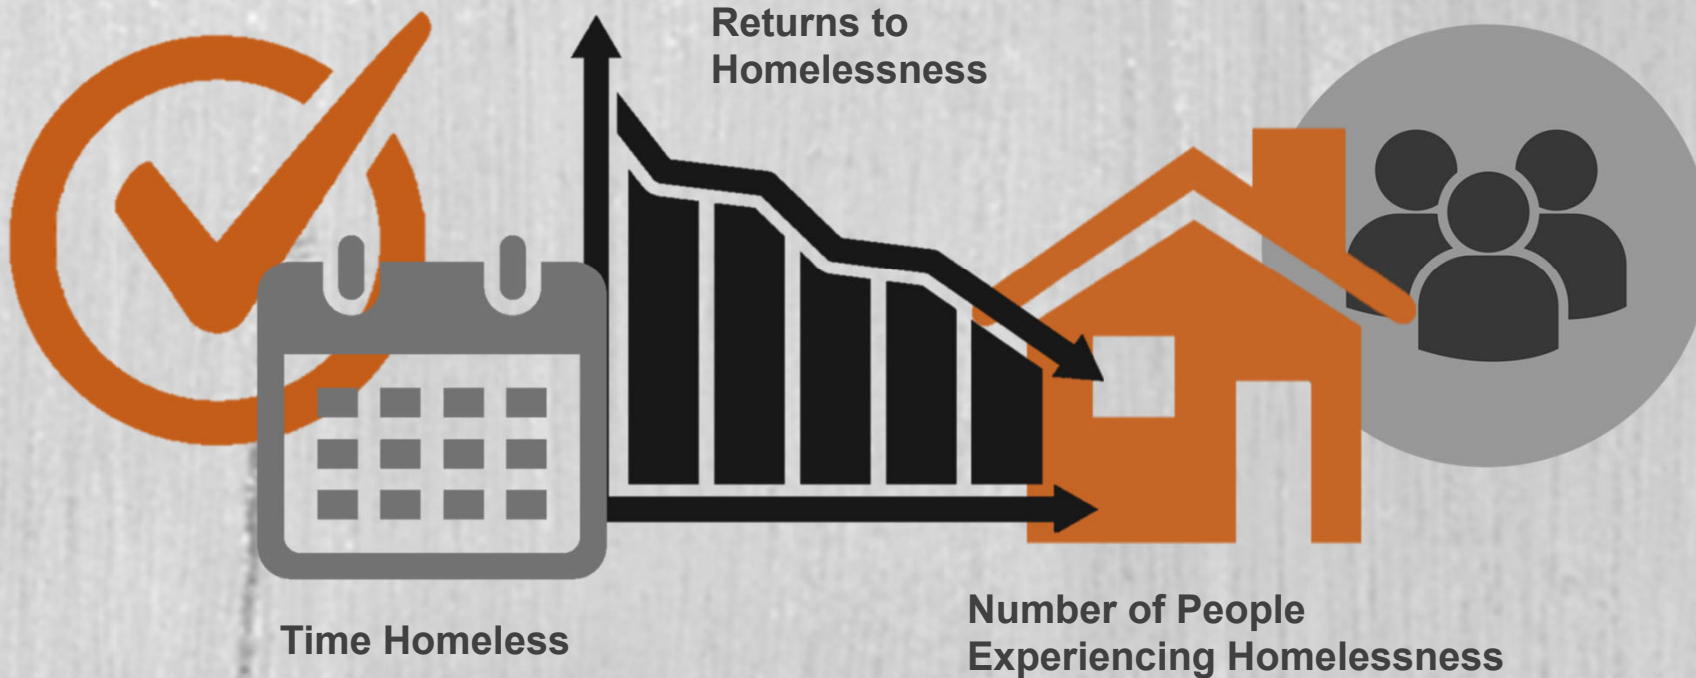 Returns to
Homelessness
Time Homeless
Number of People
Experiencing Homelessness